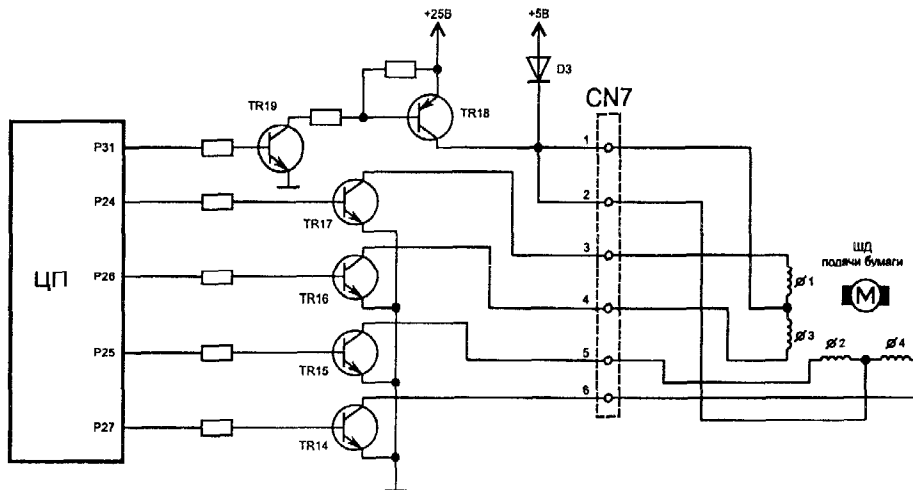 +25В
+5В
D3
CN7
TR19
TR18
P31
1
P24
2
TR17
3
ШД
подачи бумаги
Ø1
M
ЦП
P26
TR16
4
Ø3
P25
TR15
5
Ø2
Ø4
6
P27
TR14